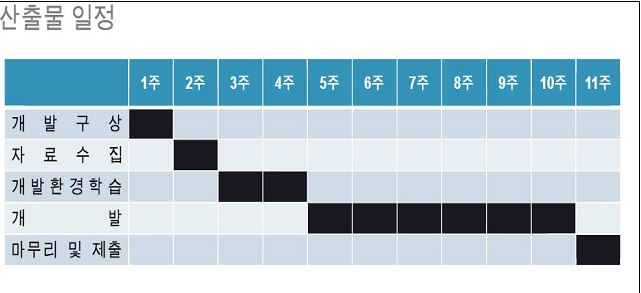 산출물 일정
1주 2주 3주 4주 5주 6주 7주 8주 9주 10주 11주
개 발 구 상
자 료 수 집
개발환경학습
개 발
마무리 및 제출